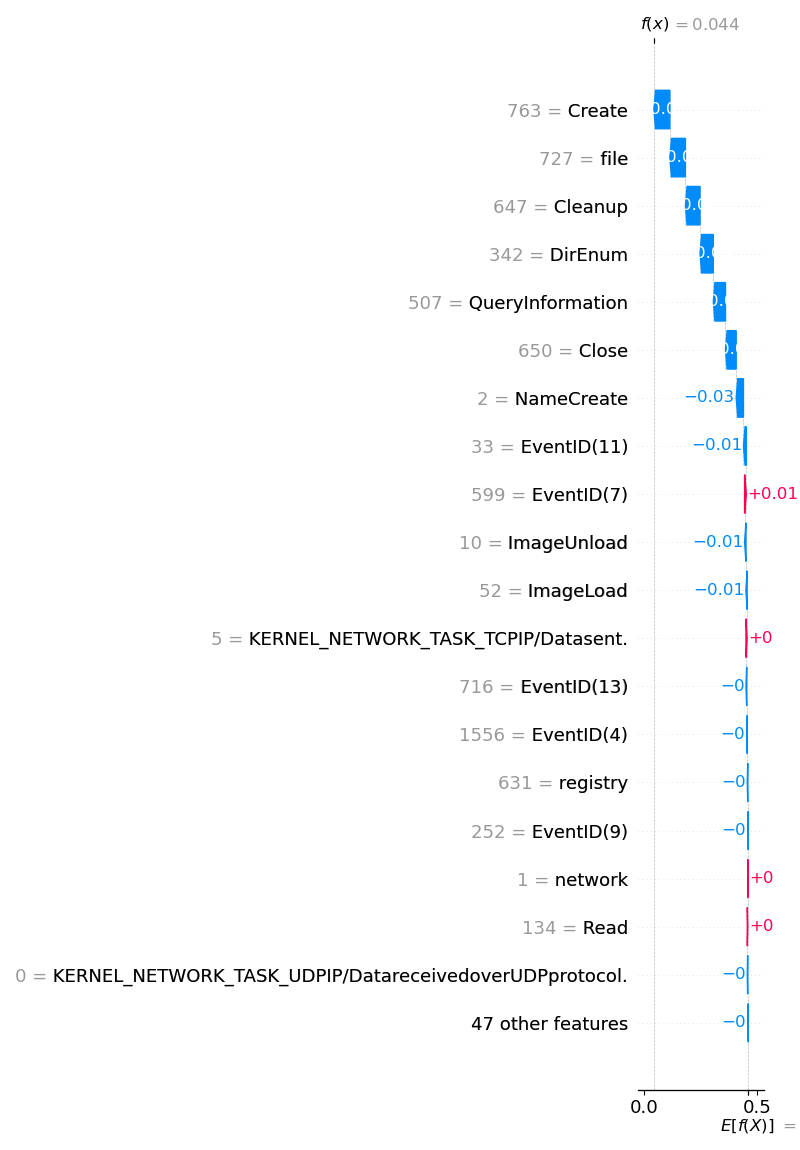 f(x) = 0.044
763 = Create
727 = file
647 = Cleanup
342 = DirEnum
507 = QueryInformation
650 = Close
2 = NameCreate −0.03
33 = EventID(11) −0.01
599 = EventID(7) +0.01
10 = ImageUnload −0.01
52 = ImageLoad −0.01
5 = KERNEL_NETWORK_TASK_TCPIP/Datasent. +0
716 = EventID(13) −0
1556 = EventID(4) −0
631 = registry −0
252 = EventID(9) −0
1 = network +0
134 = Read +0
0 = KERNEL_NETWORK_TASK_UDPIP/DatareceivedoverUDPprotocol. −0
47 other features −0
0.0 0.5
E[f(X)] =